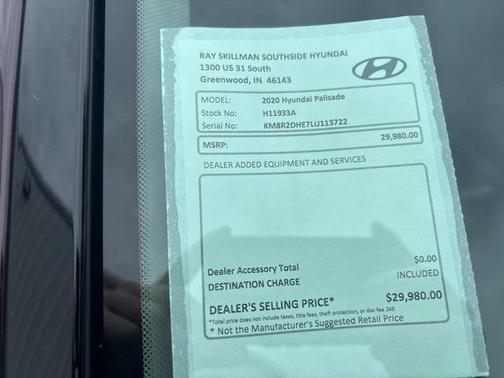 RAY SKILLMAN SOUTHSIDE HYUNDAI
1300 US 31 South
Greenwood, IN 46143
MODEL: 2020 Hyundai Palisade
Stock No: H11933A
Serial No: KM8R2DHE7LU113722
MSRP: 29,980.00
DEALER ADDED EQUIPMENT AND SERVICES
Dealer Accessory Total $0.00
DESTINATION CHARGE INCLUDED
DEALER'S SELLING PRICE* $29,980.00
*Total price does not include taxes, title fees, theft protection, or doc fee 245
* Not the Manufacturer's Suggested Retail Price